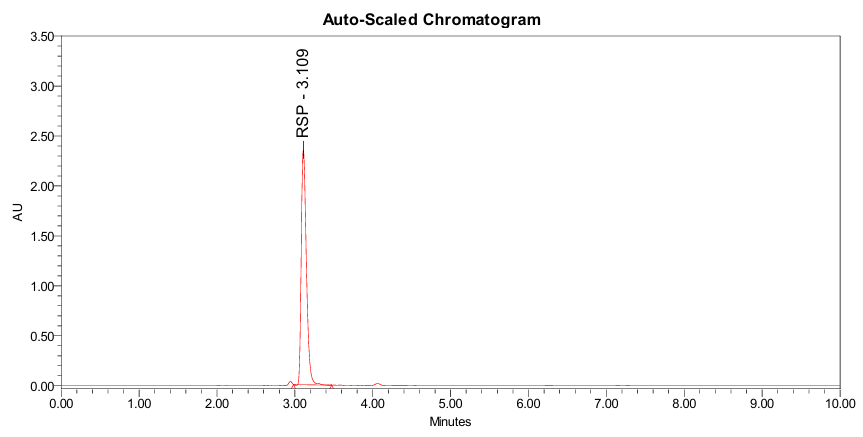 Auto-Scaled Chromatogram
3.50
3.00
2.50
2.00
1.50
1.00
0.50
0.00
AU
RSP - 3.109
0.00 1.00 2.00 3.00 4.00 5.00 6.00 7.00 8.00 9.00 10.00
Minutes